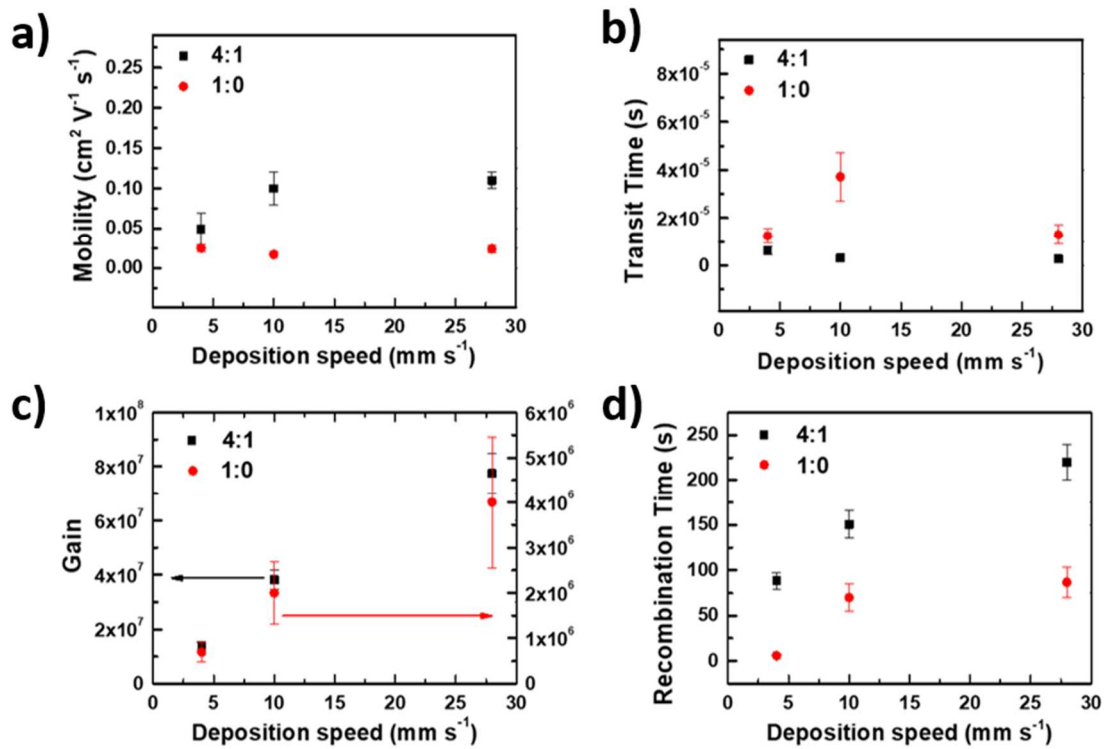 a)
4:1
1:0
0.25
0.20
0.15
0.10
0.05
0.00
Mobility (cm² V⁻¹ s⁻¹)
0 5 10 15 20 25 30
Deposition speed (mm s⁻¹)
b)
4:1
1:0
8x10⁻⁵
6x10⁻⁵
4x10⁻⁵
2x10⁻⁵
0
Transit Time (s)
0 5 10 15 20 25 30
Deposition speed (mm s⁻¹)
c)
4:1
1:0
1x10⁸
8x10⁷
6x10⁷
4x10⁷
2x10⁷
0
Gain
6x10⁶
5x10⁶
4x10⁶
3x10⁶
2x10⁶
1x10⁶
0
0 5 10 15 20 25 30
Deposition speed (mm s⁻¹)
d)
4:1
1:0
250
200
150
100
50
0
Recombination Time (s)
0 5 10 15 20 25 30
Deposition speed (mm s⁻¹)